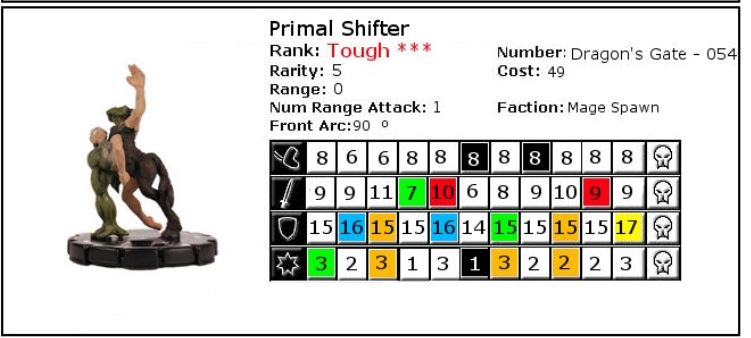 Primal Shifter
Rank: Tough ***
Number: Dragon's Gate - 054
Rarity: 5
Cost: 49
Range: 0
Num Range Attack: 1
Faction: Mage Spawn
Front Arc:90 º
8 6 6 8 8 8 8 8 8 8 8
9 9 11 7 10 6 8 9 10 9 9
15 16 15 15 16 14 15 15 15 15 17
3 2 3 1 3 1 3 2 2 2 3